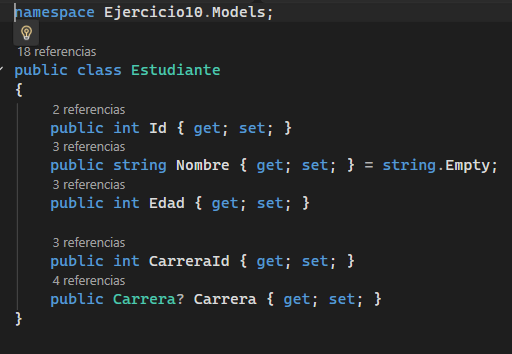 namespace Ejercicio10.Models;
18 referencias
public class Estudiante
{
2 referencias
public int Id { get; set; }
3 referencias
public string Nombre { get; set; } = string.Empty;
3 referencias
public int Edad { get; set; }
3 referencias
public int CarreraId { get; set; }
4 referencias
public Carrera? Carrera { get; set; }
}